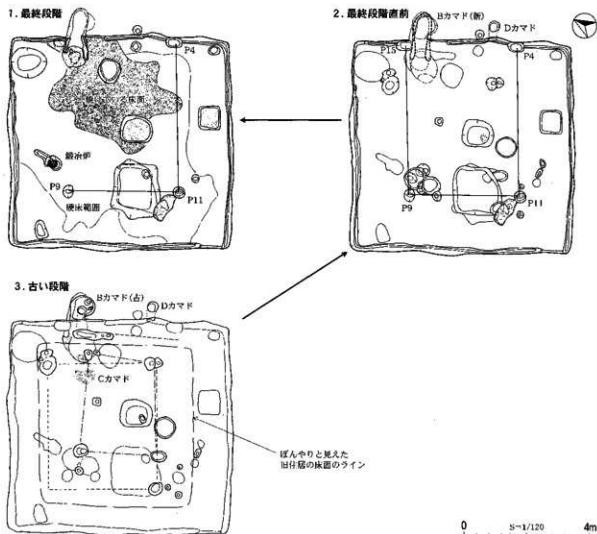 1. 最終段階
P4
床面
鍛冶炉
P9
硬床範囲
P11
2. 最終段階直前
Bカマド(新)
Dカマド
P15
P4
P9
P11
3. 古い段階
Bカマド(古)
Dカマド
Cカマド
ぼんやりと見えた
旧住居の床面のライン
0
S=1/120
4m